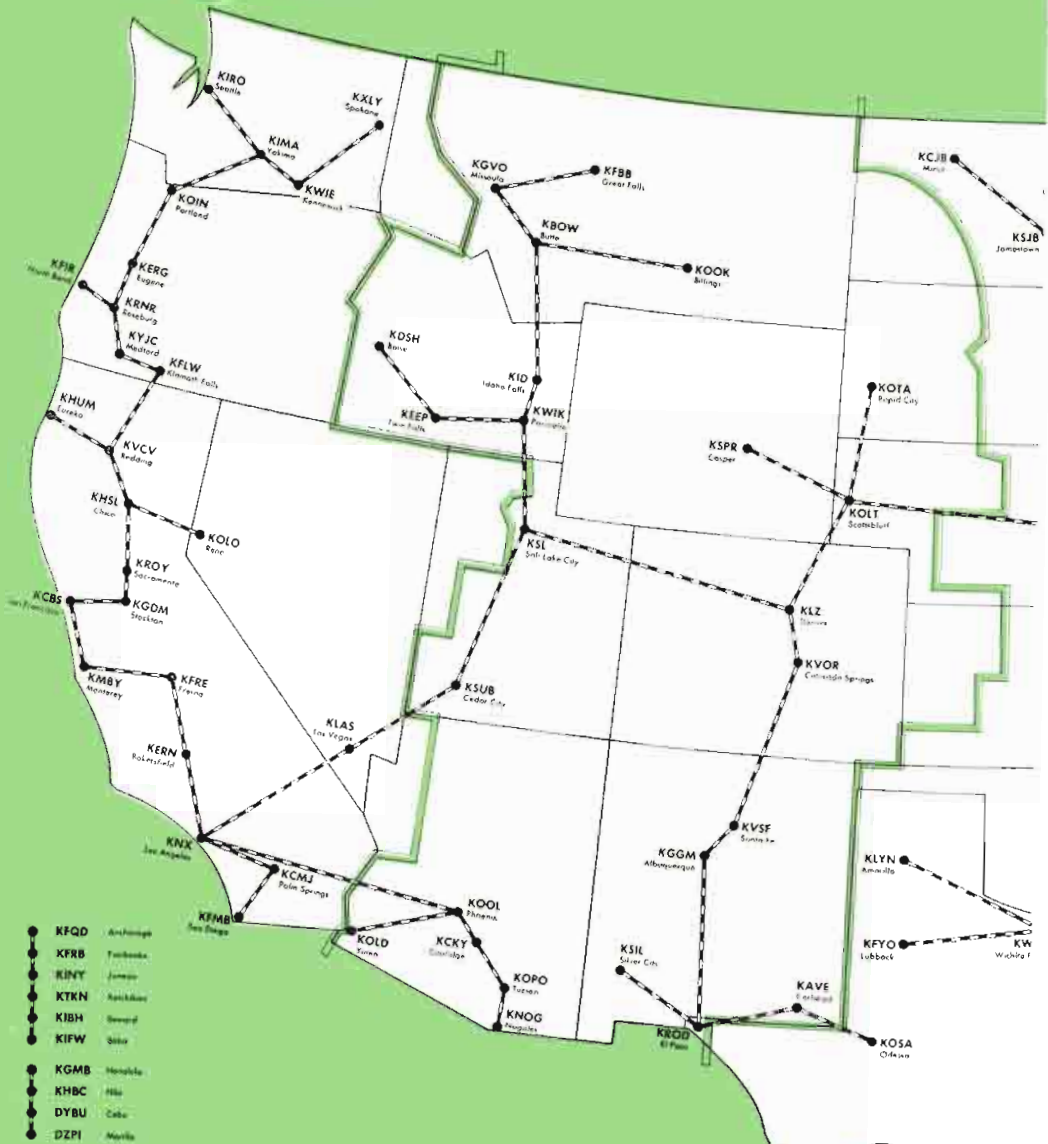 KIRO
Seattle
KXLY
Spokane
KIMA
Yakima
KWIE
Kennewick
KOIN
Portland
KGVO
Missoula
KFBB
Great Falls
KBOW
Butte
KOOK
Billings
KCJB
Minot
KSJB
Jamestown
KFIR
North Bend
KERG
Eugene
KRNR
Roseburg
KYJC
Medford
KFLW
Klamath Falls
KDSH
Boise
KID
Idaho Falls
KEEP
Twin Falls
KWIK
Pocatello
KOTA
Rapid City
KSPR
Casper
KOLT
Scottsbluff
KHUM
Eureka
KVCV
Redding
KHSL
Chico
KOLO
Reno
KROY
Sacramento
KCBS
San Francisco
KGDM
Stockton
KSL
Salt Lake City
KLZ
Denver
KVOR
Colorado Springs
KMBY
Monterey
KFRE
Fresno
KSUB
Cedar City
KLAS
Las Vegas
KERN
Bakersfield
KNX
Los Angeles
KCMJ
Palm Springs
KFMB
San Diego
KVSF
Santa Fe
KGGM
Albuquerque
KLYN
Amarillo
KOOL
Phoenix
KOLD
Yuma
KCKY
Coolidge
KOPO
Tucson
KNOG
Nogales
KSIL
Silver City
KFYO
Lubbock
KW
Wichita F
KAVE
Carlsbad
KROD
El Paso
KOSA
Odessa
KFQD Anchorage
KFRB Fairbanks
KINY Juneau
KTKN Ketchikan
KIBH Seward
KIFW Sitka
KGMB Honolulu
KHBC Hilo
DYBU Cebu
DZPI Manila